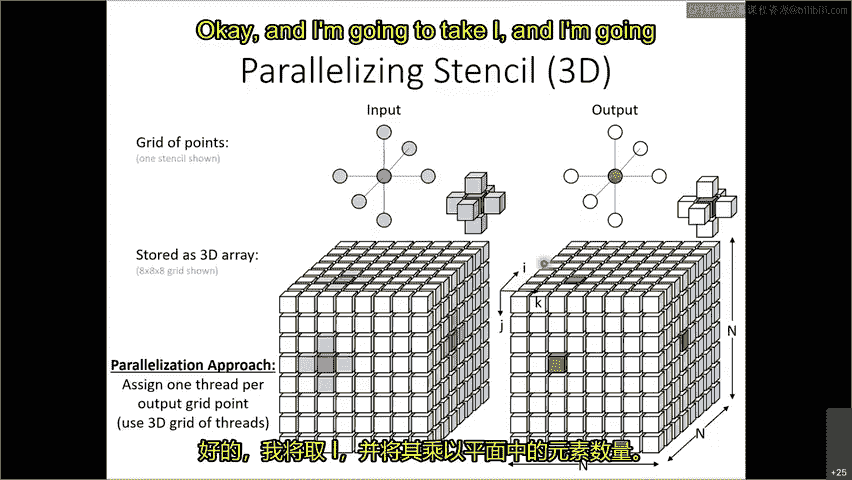 Okay, and I'm going to take I, and I'm going
Parallelizing Stencil (3D)
Input
Output
Grid of points:
(one stencil shown)
Stored as 3D array:
(8x8x8 grid shown)
i
k
j
N
N
N
Parallelization Approach:
Assign one thread per
output grid point
(use 3D grid of threads)
好的，我将取 I，并将其乘以平面中的元素数量。
+25